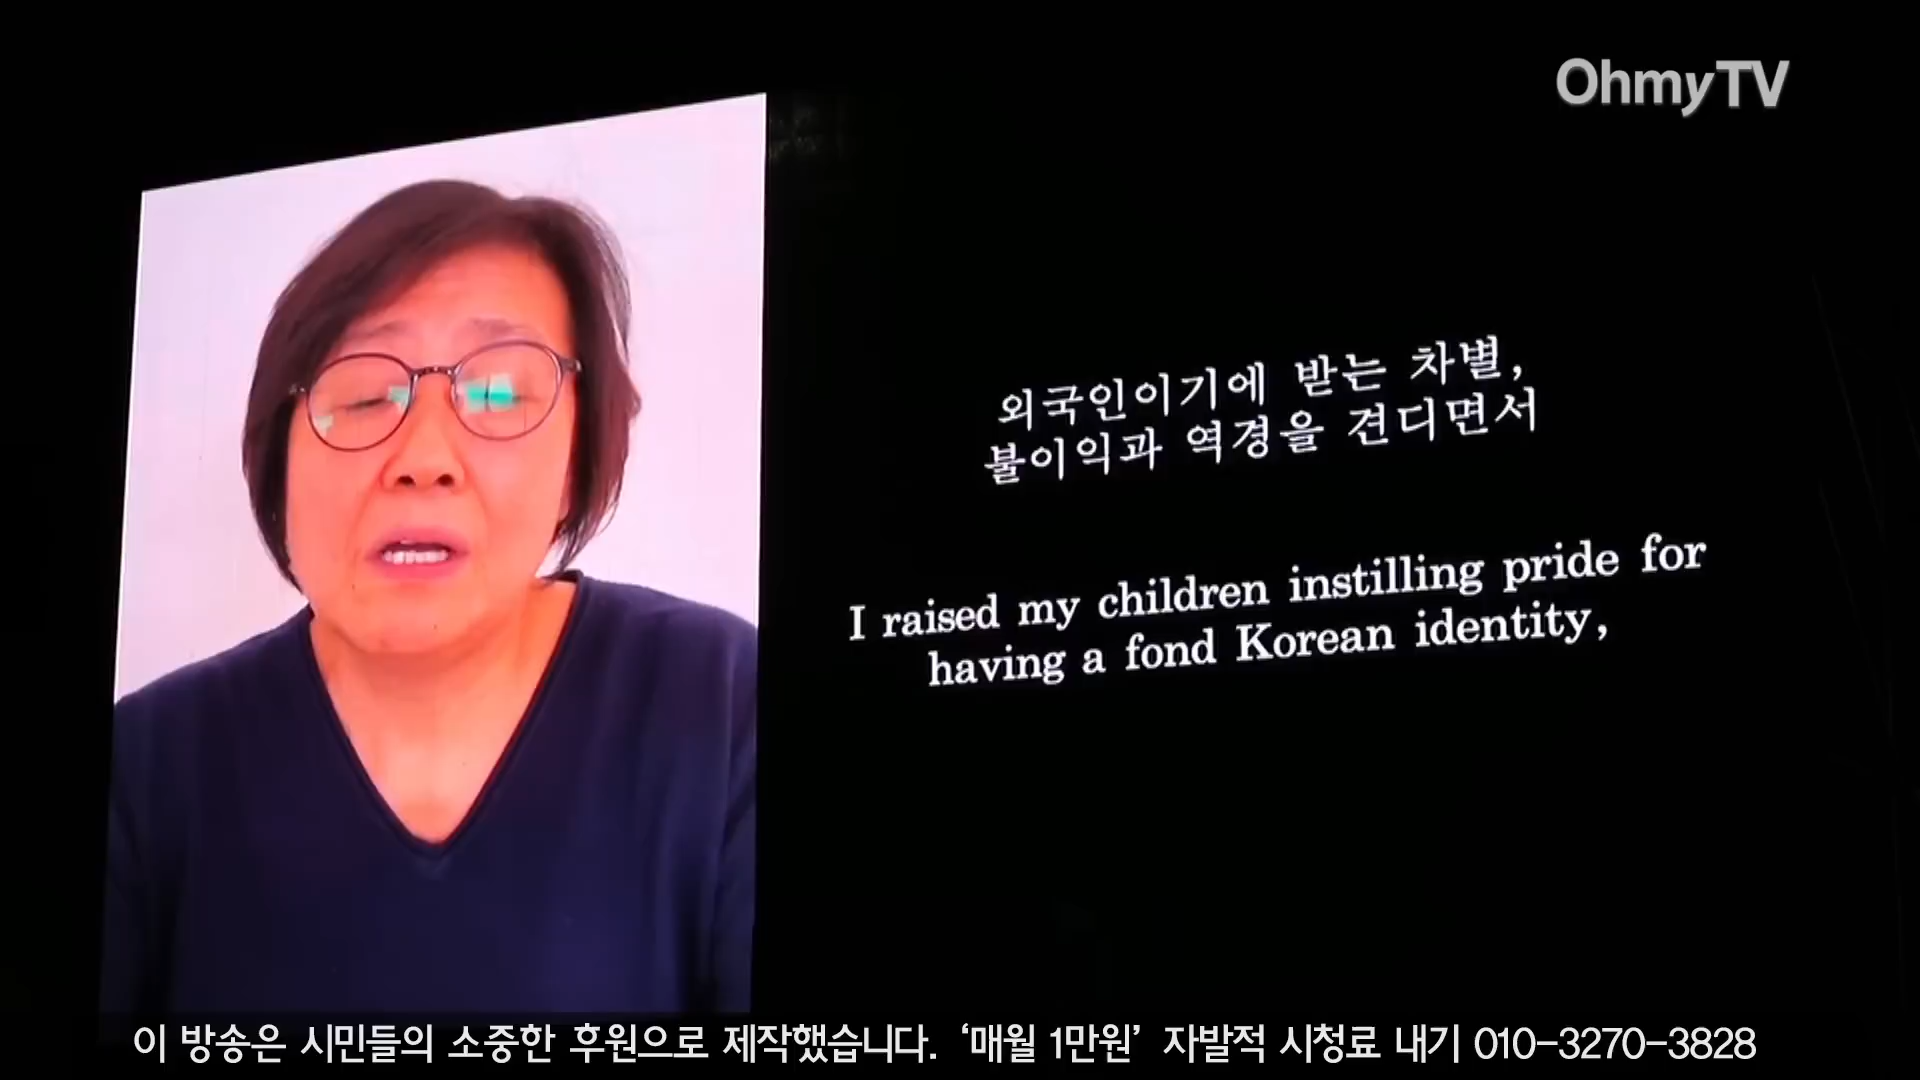 OhmyTV
외국인이기에 받는 차별,
불이익과 역경을 견디면서
I raised my children instilling pride for
having a fond Korean identity,
이 방송은 시민들의 소중한 후원으로 제작했습니다. ‘매월 1만원’ 자발적 시청료 내기 010-3270-3828